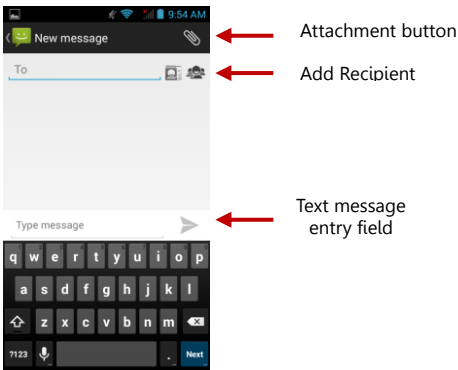 9:54 AM
New message
Attachment button
To
Add Recipient
Text message
entry field
Type message
q w e r t y u i o p
a s d f g h j k l
z x c v b n m
?123 . Next